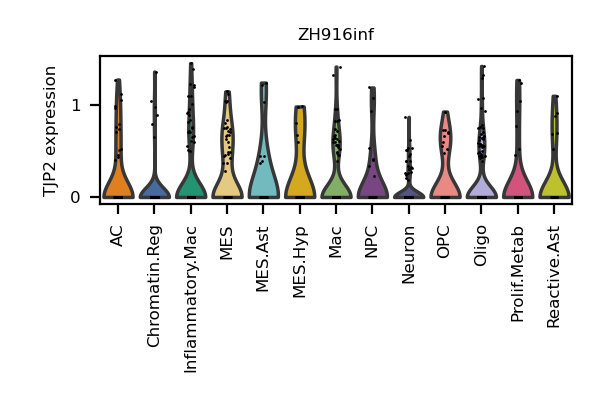 ZH916inf
TJP2 expression
1
0
AC
Chromatin.Reg
Inflammatory.Mac
MES
MES.Ast
MES.Hyp
Mac
NPC
Neuron
OPC
Oligo
Prolif.Metab
Reactive.Ast